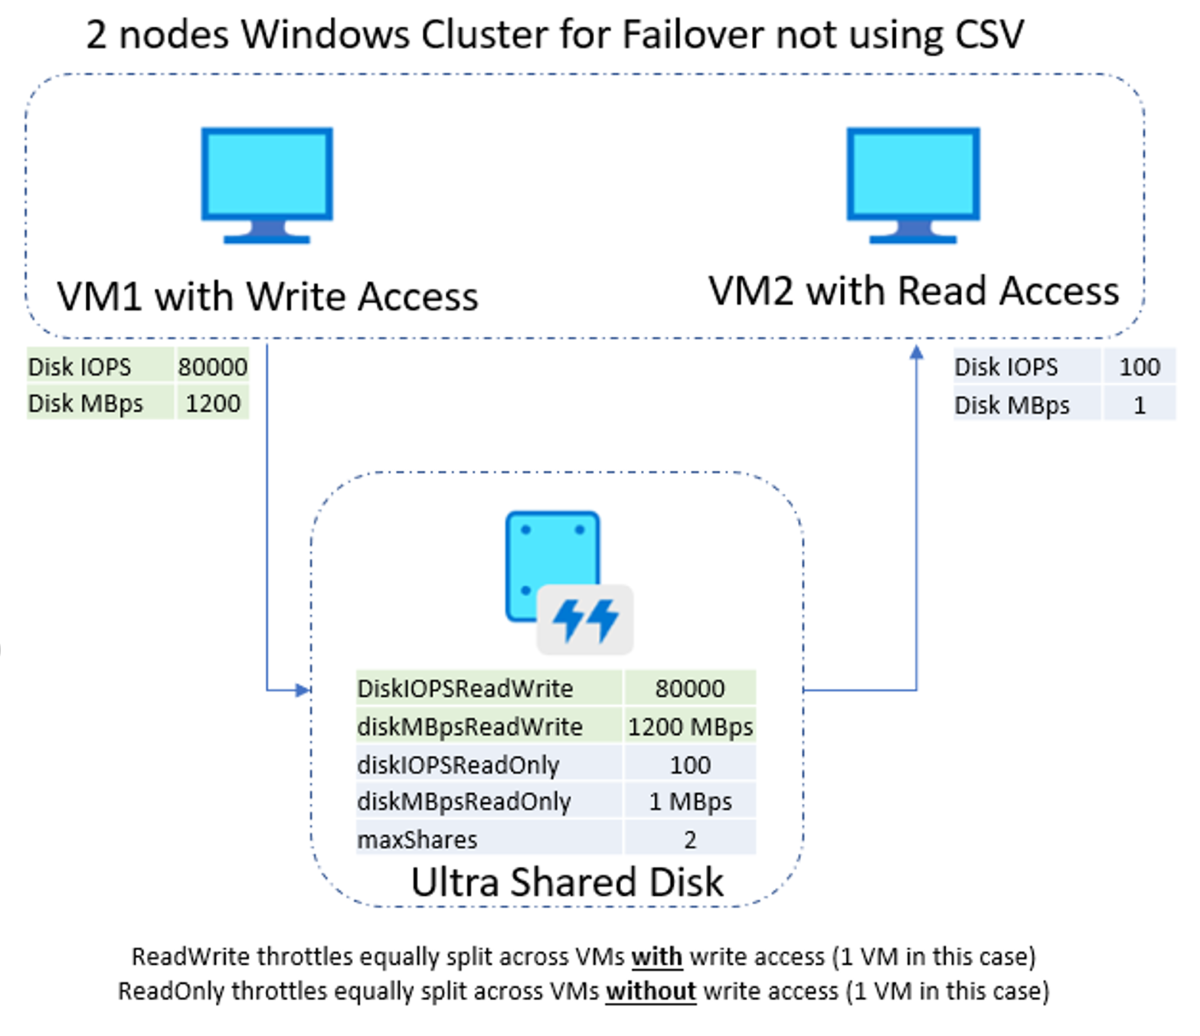 2 nodes Windows Cluster for Failover not using CSV
VM1 with Write Access
VM2 with Read Access
Disk IOPS 80000
Disk MBps 1200
Disk IOPS 100
Disk MBps 1
DiskIOPSReadWrite 80000
diskMBpsReadWrite 1200 MBps
diskIOPSReadOnly 100
diskMBpsReadOnly 1 MBps
maxShares 2
Ultra Shared Disk
ReadWrite throttles equally split across VMs with write access (1 VM in this case)
ReadOnly throttles equally split across VMs without write access (1 VM in this case)